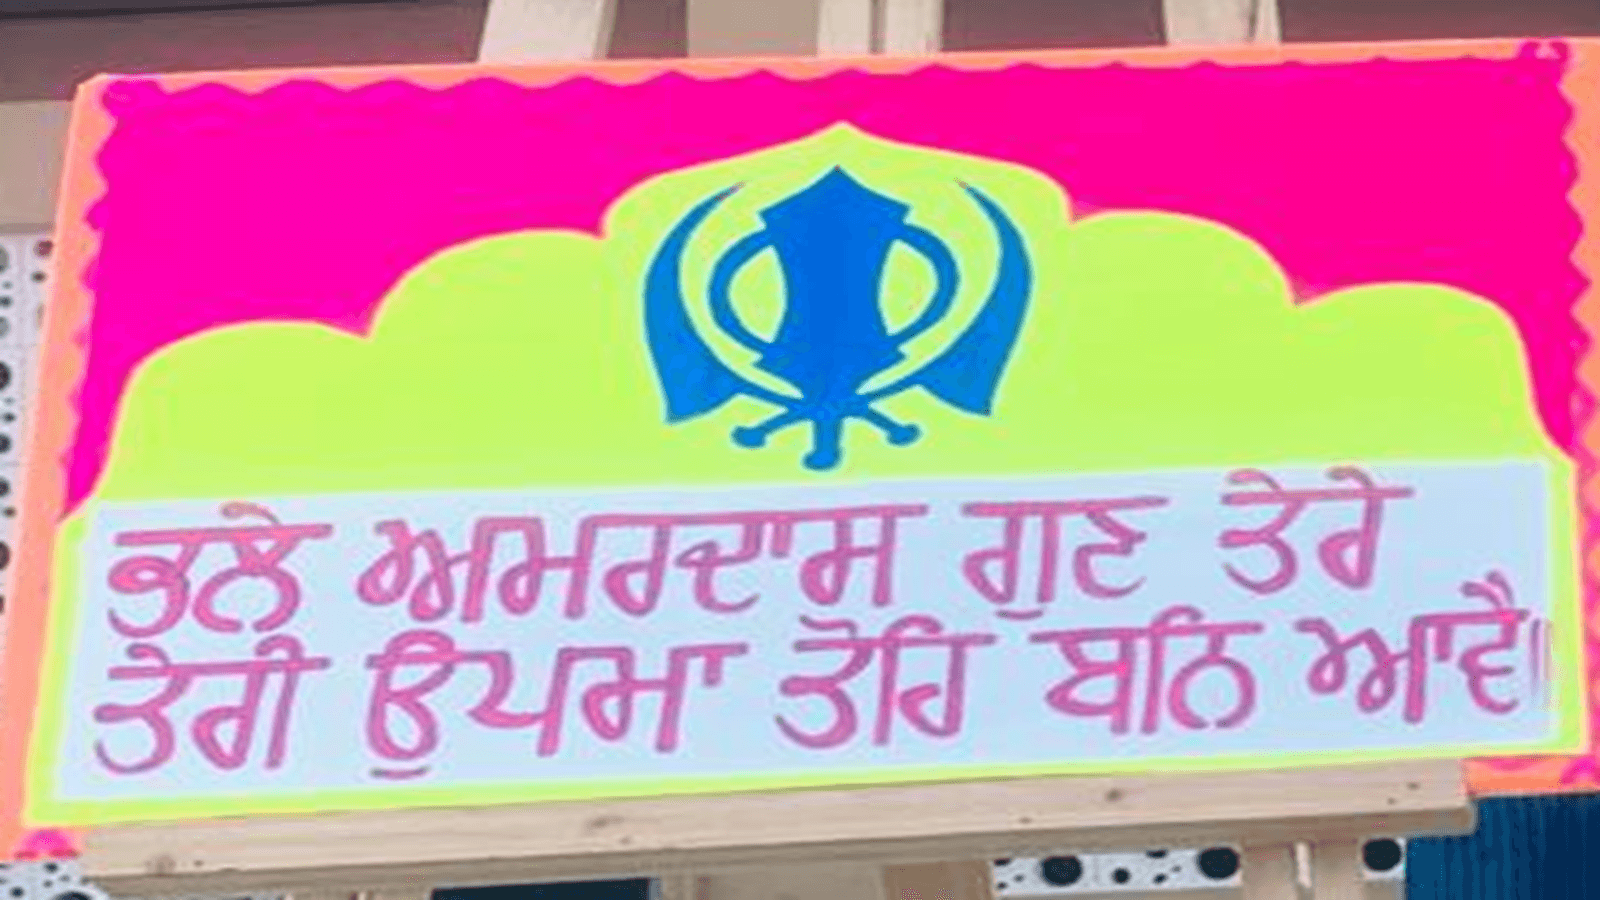 ਭਲੇ ਅਮਰਦਾਸ ਗੁਣ ਤੇਰੇ
ਤੇਰੀ ਉਪਮਾ ਤੋਹਿ ਬਨਿ ਆਵੈ॥